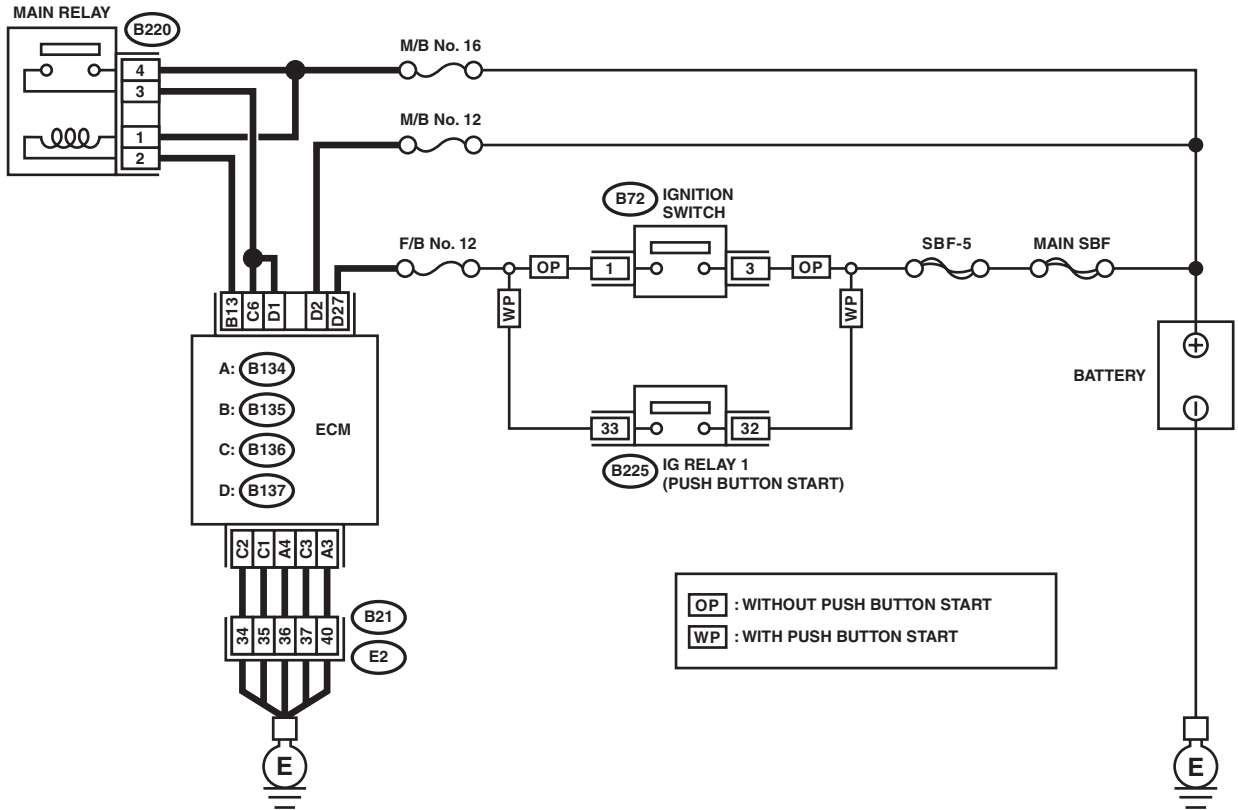 MAIN RELAY
B220
4
3
1
2
M/B No. 16
M/B No. 12
B72
IGNITION
SWITCH
F/B No. 12
OP
1
3
OP
SBF-5
MAIN SBF
WP
WP
B13
C6
D1
D2
D27
A: B134
B: B135
C: B136
D: B137
ECM
33
32
B225
IG RELAY 1
(PUSH BUTTON START)
BATTERY
C2
C1
A4
C3
A3
34
35
36
37
40
B21
E2
OP : WITHOUT PUSH BUTTON START
WP : WITH PUSH BUTTON START
E
E